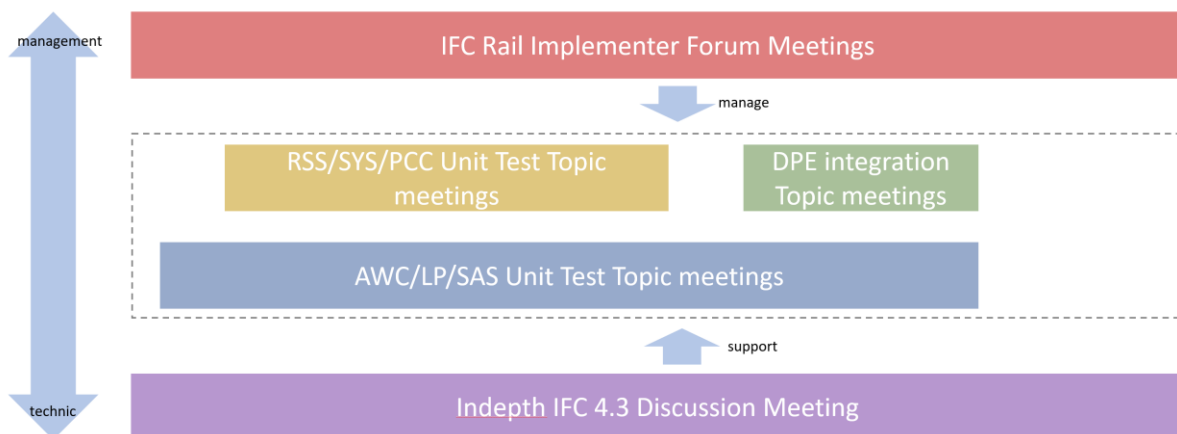 management
IFC Rail Implementer Forum Meetings
manage
RSS/SYS/PCC Unit Test Topic
meetings
DPE integration
Topic meetings
AWC/LP/SAS Unit Test Topic meetings
support
technic
Indepth IFC 4.3 Discussion Meeting